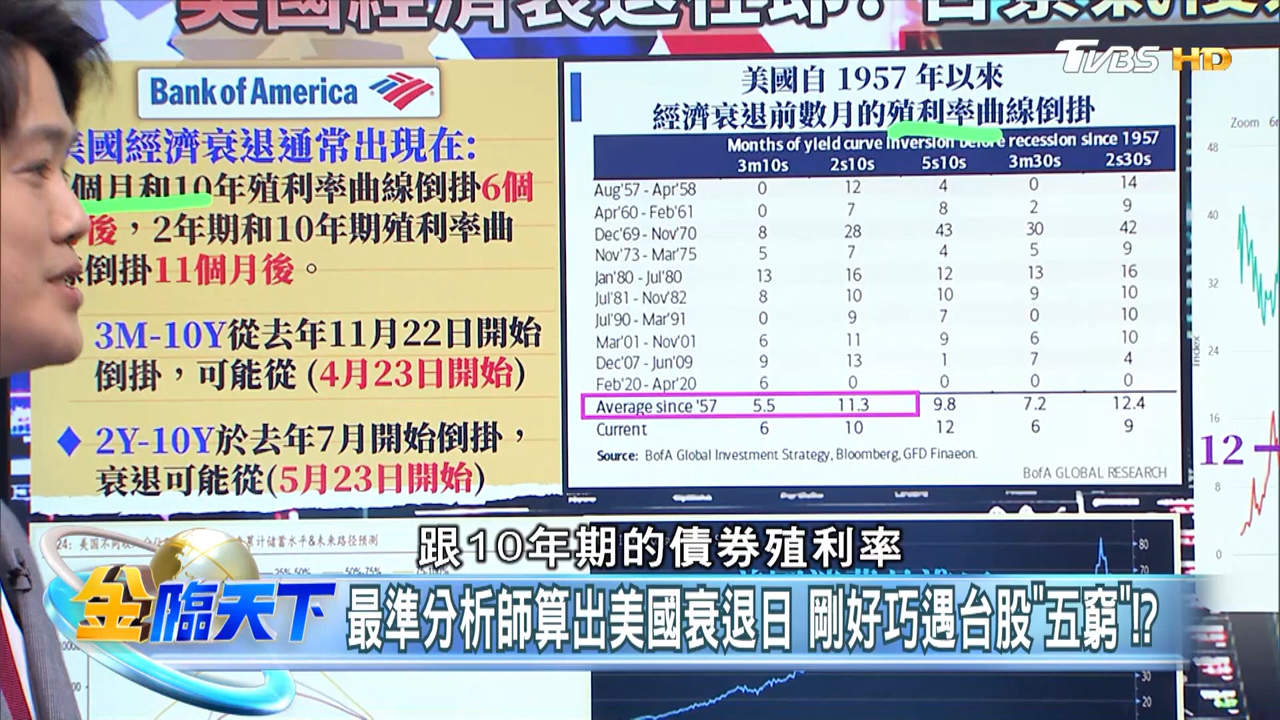 TVBS HD
Bank of America
美國自 1957 年以來
經濟衰退前數月的殖利率曲線倒掛
國經濟衰退通常出現在:
個月和10年殖利率曲線倒掛6個
後，2年期和10年期殖利率曲
倒掛11個月後。
3M-10Y從去年11月22日開始
倒掛，可能從 (4月23日開始)
2Y-10Y於去年7月開始倒掛，
衰退可能從(5月23日開始)
Months of yield curve inversion before recession since 1957
3m10s 2s10s 5s10s 3m30s 2s30s
Aug'57 - Apr'58 0 12 4 0 14
Apr'60 - Feb'61 0 7 8 2 9
Dec'69 - Nov'70 8 28 43 30 42
Nov'73 - Mar'75 5 7 4 5 9
Jan'80 - Jul'80 13 16 12 13 16
Jul'81 - Nov'82 8 10 10 9 10
Jul'90 - Mar'91 0 9 7 0 10
Mar'01 - Nov'01 6 11 9 6 10
Dec'07 - Jun'09 9 13 1 7 4
Feb'20 - Apr'20 6 0 0 0 0
Average since '57 5.5 11.3 9.8 7.2 12.4
Current 6 10 12 6 9
Source: BofA Global Investment Strategy, Bloomberg, GFD Finaeon.
BofA GLOBAL RESEARCH
Zoom
48
40
32
24
16
12
8
0
Index
80
70
30
20
跟10年期的債券殖利率
金臨天下
最準分析師算出美國衰退日 剛好巧遇台股"五窮"!?